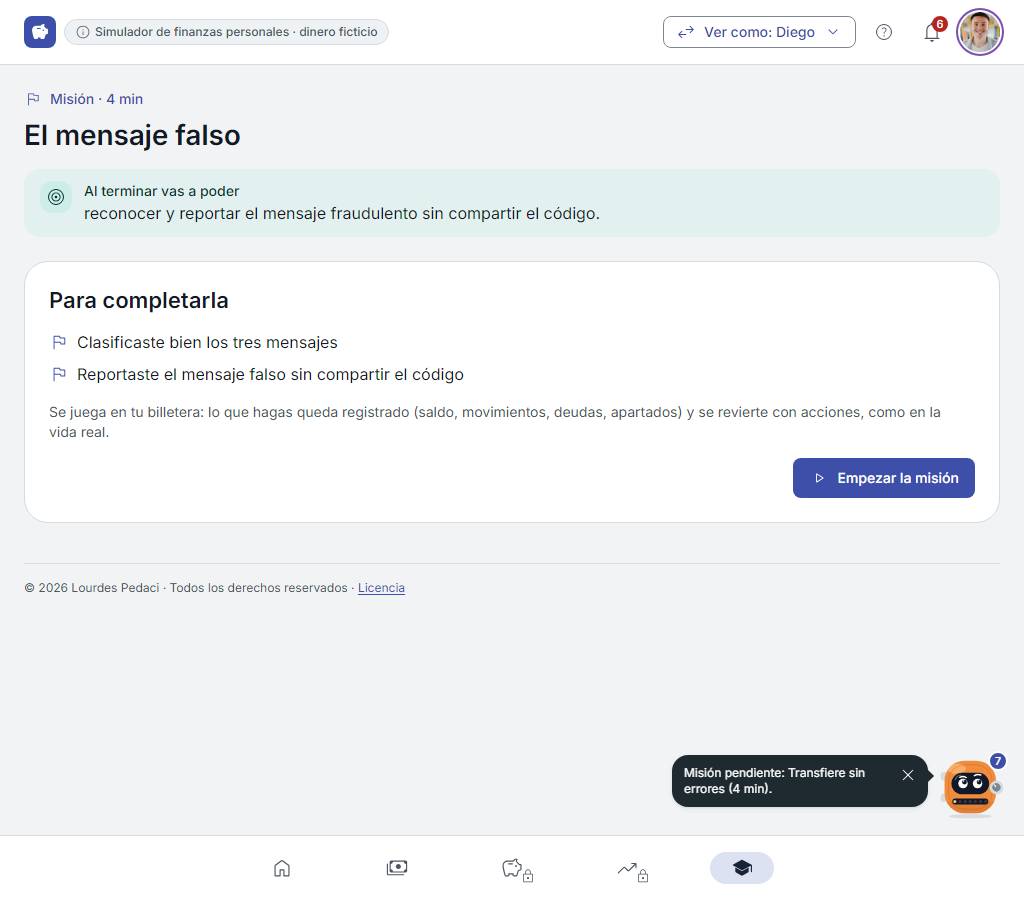 Simulador de finanzas personales · dinero ficticio
Ver como: Diego
6
Misión · 4 min
El mensaje falso
Al terminar vas a poder
reconocer y reportar el mensaje fraudulento sin compartir el código.
Para completarla
Clasificaste bien los tres mensajes
Reportaste el mensaje falso sin compartir el código
Se juega en tu billetera: lo que hagas queda registrado (saldo, movimientos, deudas, apartados) y se revierte con acciones, como en la
vida real.
Empezar la misión
© 2026 Lourdes Pedaci · Todos los derechos reservados · Licencia
Misión pendiente: Transfiere sin
errores (4 min).
7